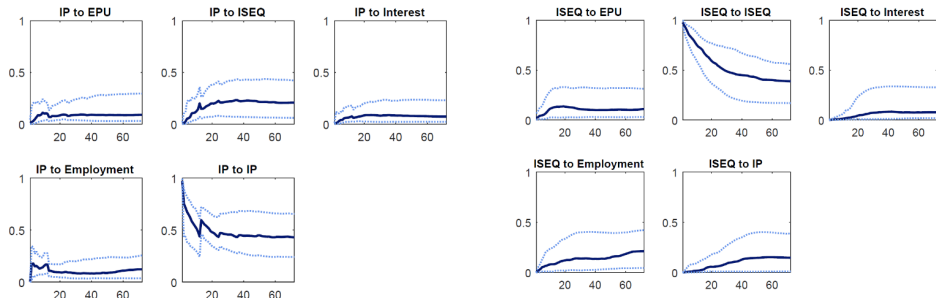 IP to EPU
IP to ISEQ
IP to Interest
1
0.5
0
20 40 60
1
0.5
0
20 40 60
1
0.5
0
20 40 60
IP to Employment
IP to IP
1
0.5
0
20 40 60
1
0.5
0
20 40 60
ISEQ to EPU
ISEQ to ISEQ
ISEQ to Interest
1
0.5
0
20 40 60
1
0.5
0
20 40 60
1
0.5
0
20 40 60
ISEQ to Employment
ISEQ to IP
1
0.5
0
20 40 60
1
0.5
0
20 40 60